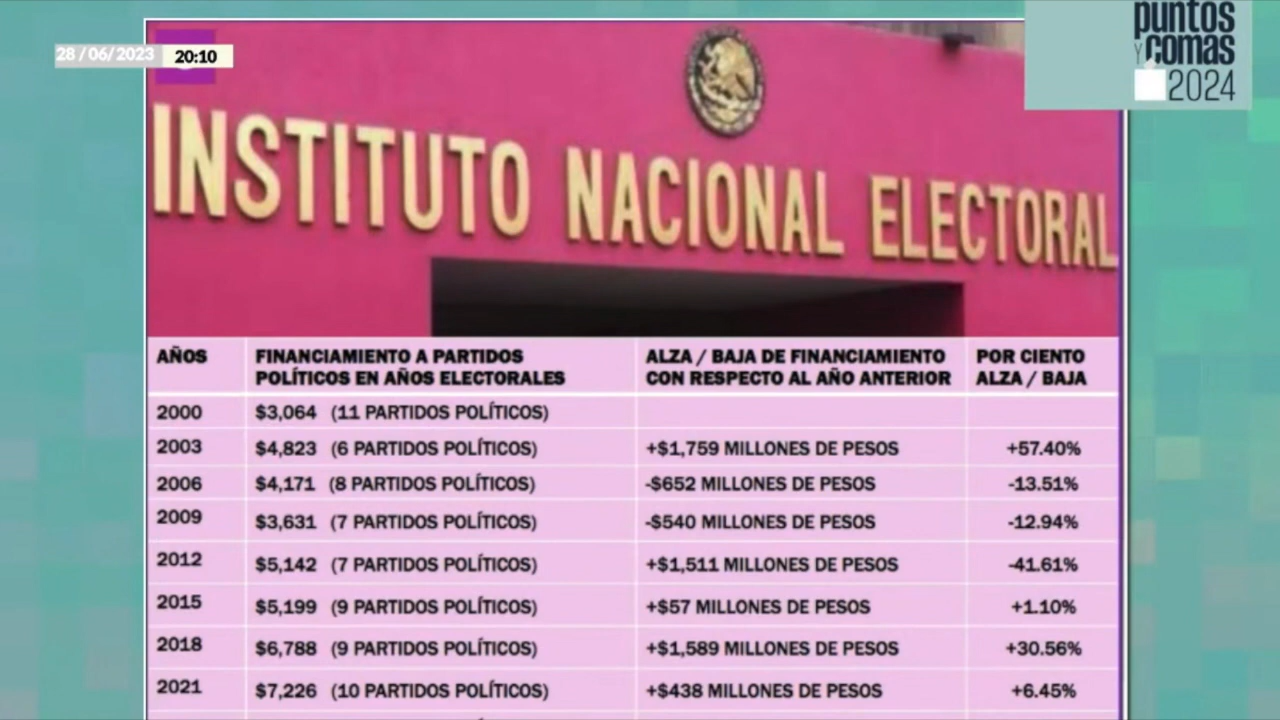 28/06/2023 20:10
puntos
Y comas
2024
INSTITUTO NACIONAL ELECTORAL
AÑOS FINANCIAMIENTO A PARTIDOS POLÍTICOS EN AÑOS ELECTORALES ALZA / BAJA DE FINANCIAMIENTO CON RESPECTO AL AÑO ANTERIOR POR CIENTO ALZA / BAJA
2000 $3,064 (11 PARTIDOS POLÍTICOS)
2003 $4,823 (6 PARTIDOS POLÍTICOS) +$1,759 MILLONES DE PESOS +57.40%
2006 $4,171 (8 PARTIDOS POLÍTICOS) -$652 MILLONES DE PESOS -13.51%
2009 $3,631 (7 PARTIDOS POLÍTICOS) -$540 MILLONES DE PESOS -12.94%
2012 $5,142 (7 PARTIDOS POLÍTICOS) +$1,511 MILLONES DE PESOS -41.61%
2015 $5,199 (9 PARTIDOS POLÍTICOS) +$57 MILLONES DE PESOS +1.10%
2018 $6,788 (9 PARTIDOS POLÍTICOS) +$1,589 MILLONES DE PESOS +30.56%
2021 $7,226 (10 PARTIDOS POLÍTICOS) +$438 MILLONES DE PESOS +6.45%